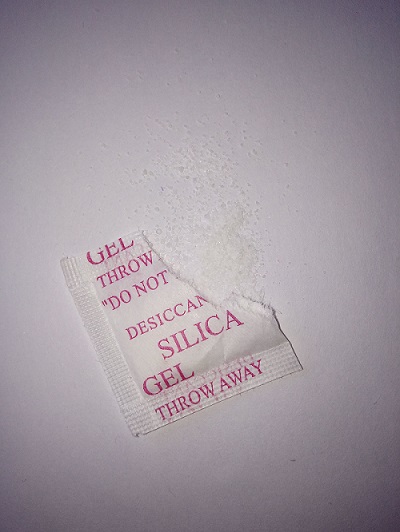 GEL
THROW
"DO NOT
DESICCAN
SILICA
GEL
THROW AWAY